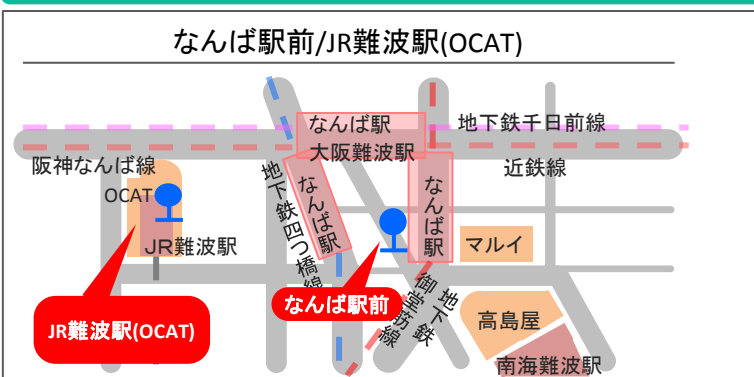 なんば駅前/JR難波駅(OCAT)
なんば駅
地下鉄千日前線
大阪難波駅
阪神なんば線
近鉄線
OCAT
地下鉄四つ橋線
なんば駅
なんば駅
JR難波駅
マルイ
なんば駅前
地下鉄
御堂筋線
JR難波駅(OCAT)
高島屋
南海難波駅